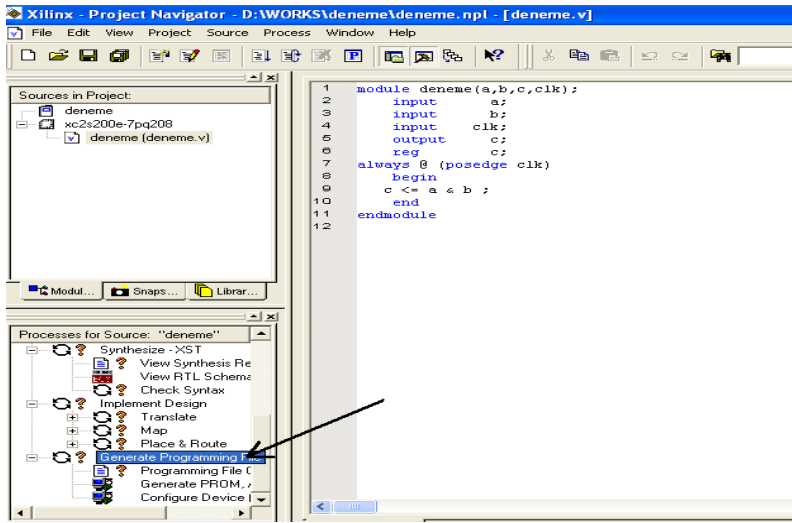 Xilinx - Project Navigator - D:\WORKS\deneme\deneme.npl - [deneme.v]
File Edit View Project Source Process Window Help
Sources in Project:
deneme
xc2s200e-7pq208
deneme (deneme.v)
Modul... Snaps... Librar...
Processes for Source: "deneme"
Synthesize - XST
View Synthesis Re
View RTL Schema
Check Syntax
Implement Design
Translate
Map
Place & Route
Generate Programming File
Programming File G
Generate PROM, A
Configure Device (
1 module deneme(a,b,c,clk);
2 input a;
3 input b;
4 input clk;
5 output c;
6 reg c;
7 always @ (posedge clk)
8 begin
9 c <= a & b ;
10 end
11 endmodule
12